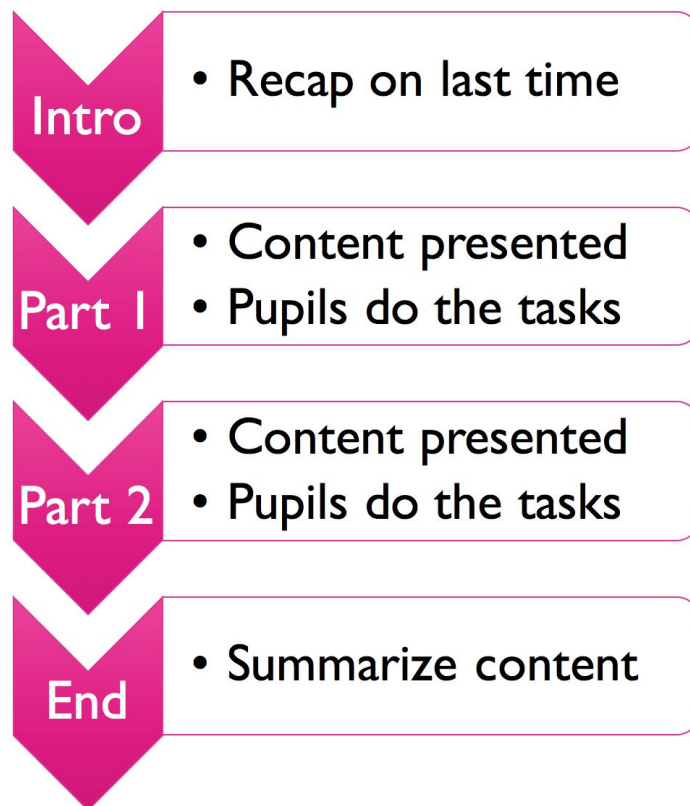 Intro
• Recap on last time
Part 1
• Content presented
• Pupils do the tasks
Part 2
• Content presented
• Pupils do the tasks
End
• Summarize content